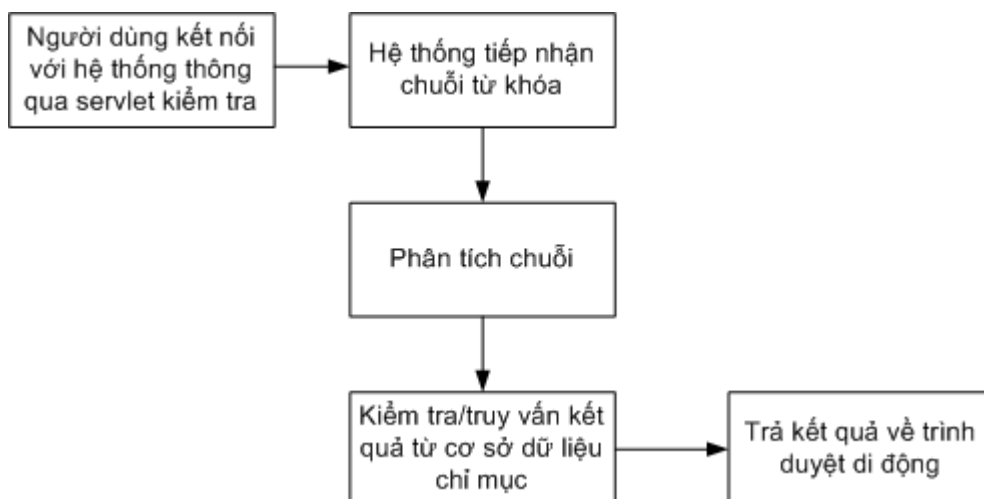 Người dùng kết nối
với hệ thống thông
qua servlet kiểm tra
Hệ thống tiếp nhận
chuỗi từ khóa
Phân tích chuỗi
Kiểm tra/truy vấn kết
quả từ cơ sở dữ liệu
chỉ mục
Trả kết quả về trình
duyệt di động